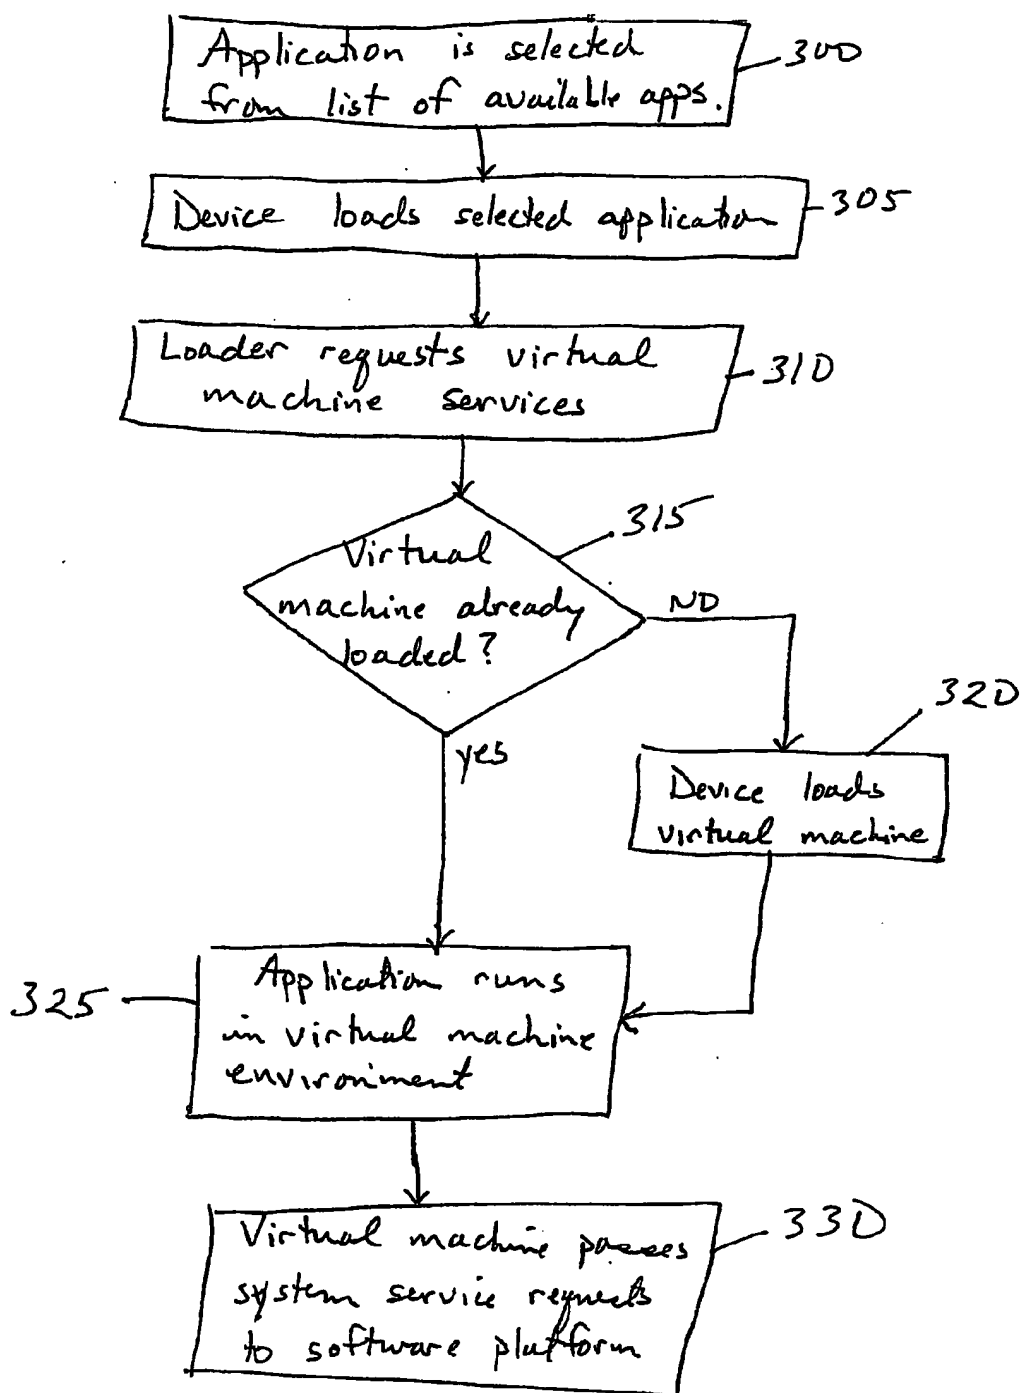 Application is selected
from list of available apps.
300
Device loads selected application
305
Loader requests virtual
machine services
310
315
Virtual
machine already
loaded?
NO
yes
320
Device loads
virtual machine
325
Application runs
in virtual machine
environment
330
Virtual machine passes
system service requests
to software platform